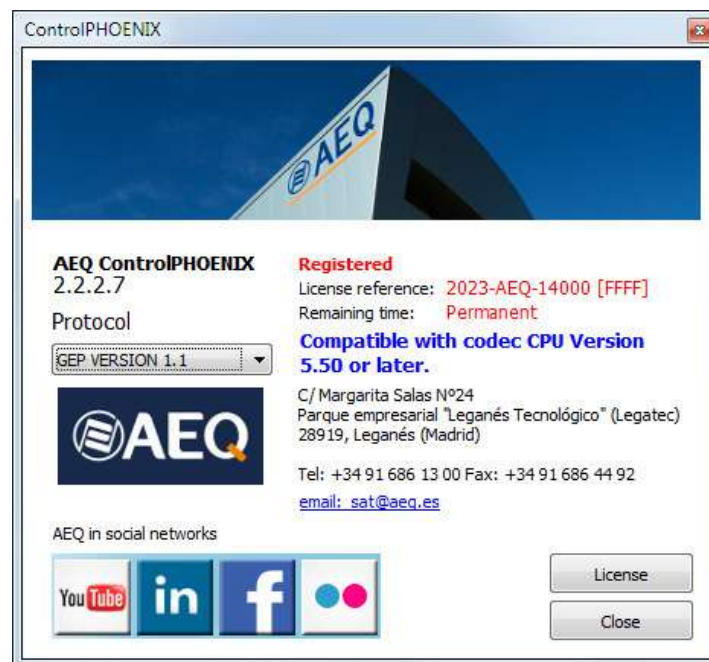 ControlPHOENIX
AEQ
AEQ ControlPHOENIX
2.2.2.7
Protocol
GEP VERSION 1.1
AEQ
Registered
License reference: 2023-AEQ-14000 [FFFF]
Remaining time: Permanent
Compatible with codec CPU Version
5.50 or later.
C/ Margarita Salas Nº24
Parque empresarial "Leganés Tecnológico" (Legatec)
28919, Leganés (Madrid)
Tel: +34 91 686 13 00 Fax: +34 91 686 44 92
email: sat@aeq.es
AEQ in social networks
You Tube
in
f
License
Close